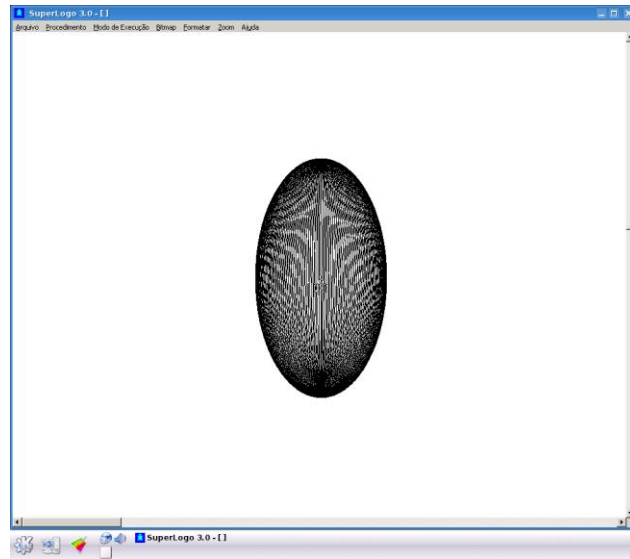 SuperLogo 3.0 - [ ]
Arquivo Procedimento Modo de Execução Bitmap Formatar Zoom Ajuda
SuperLogo 3.0 - [ ]